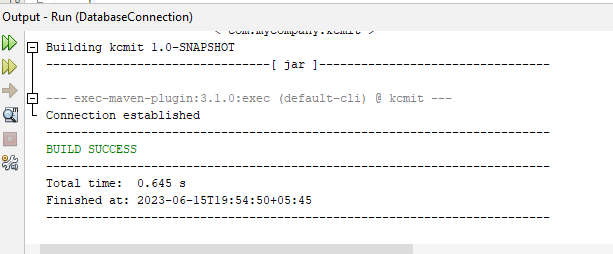 Output - Run (DatabaseConnection)
< com.mycompany.kcmit >
Building kcmit 1.0-SNAPSHOT
--------------------------------[ jar ]---------------------------------
--- exec-maven-plugin:3.1.0:exec (default-cli) @ kcmit ---
Connection established
------------------------------------------------------------------------
BUILD SUCCESS
------------------------------------------------------------------------
Total time:  0.645 s
Finished at: 2023-06-15T19:54:50+05:45
------------------------------------------------------------------------